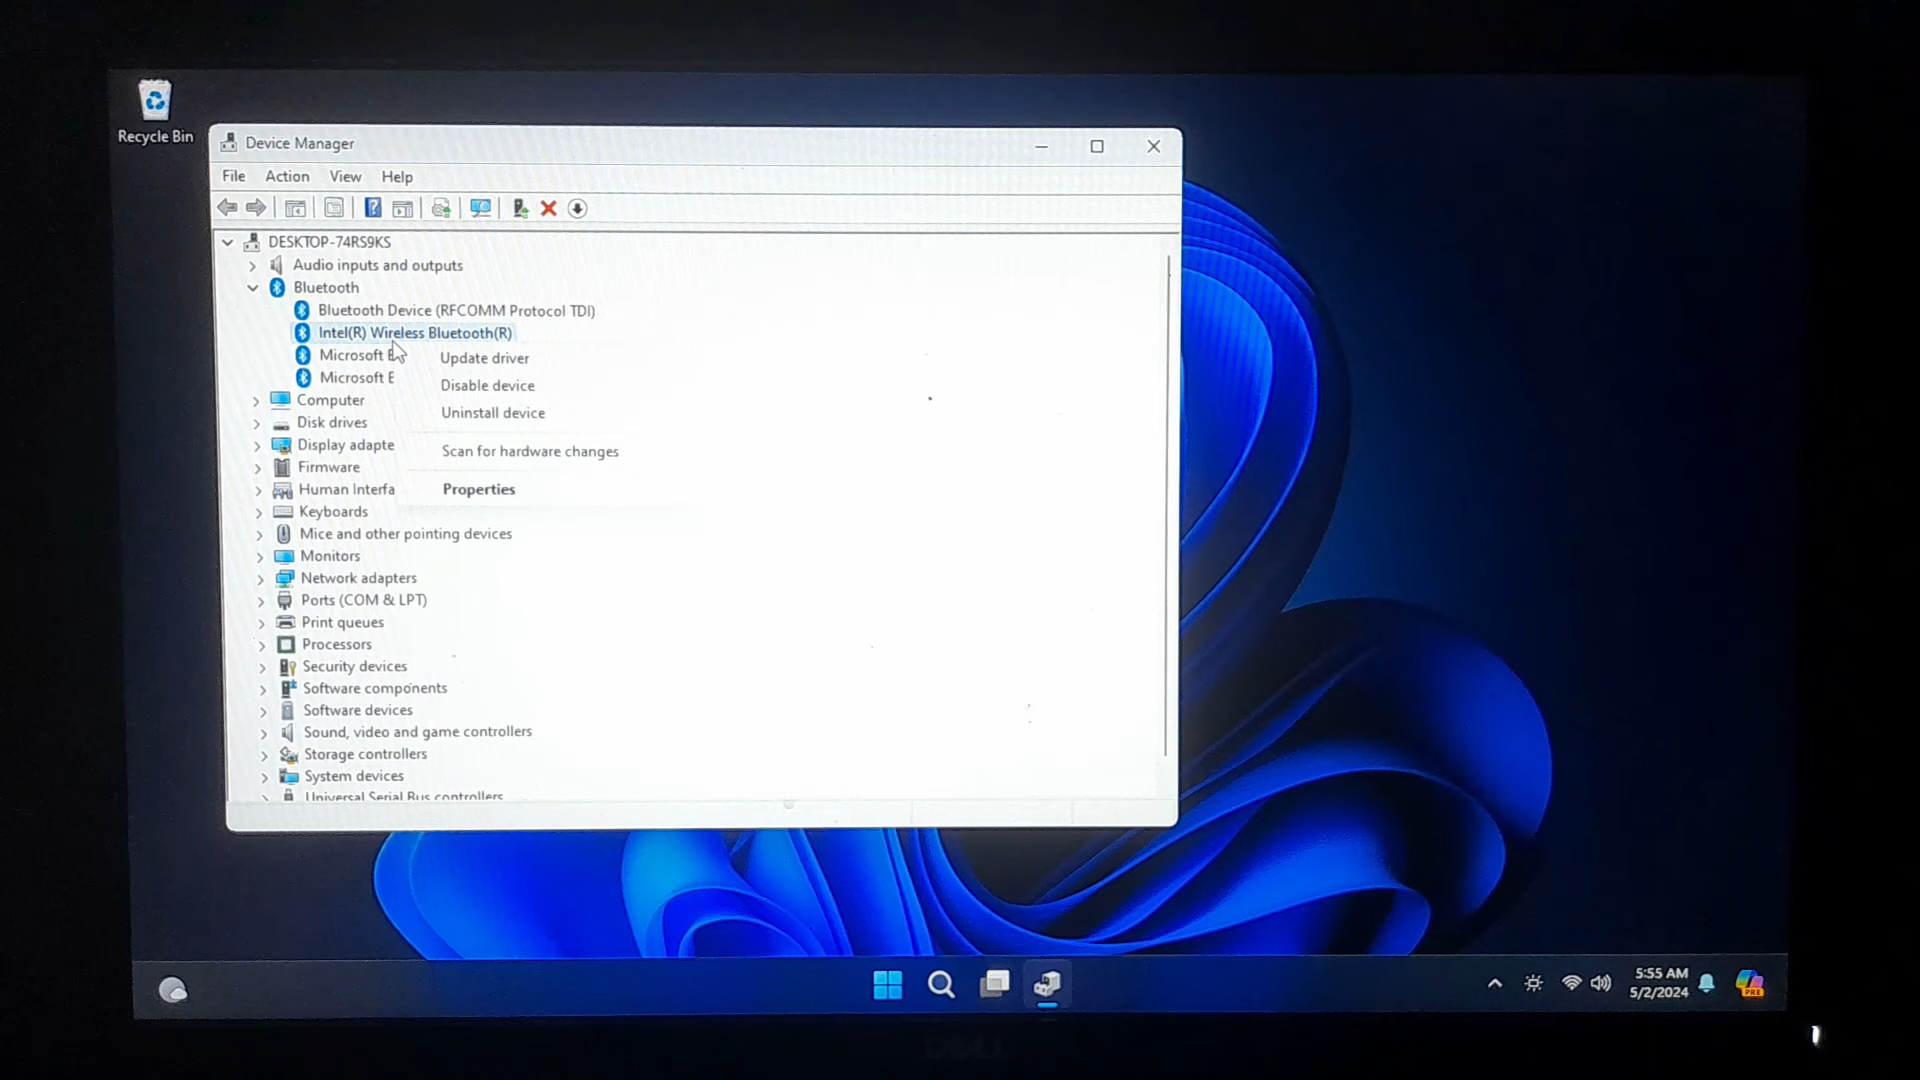 Recycle Bin
Device Manager
File Action View Help
DESKTOP-74RS9KS
Audio inputs and outputs
Bluetooth
Bluetooth Device (RFCOMM Protocol TDI)
Intel(R) Wireless Bluetooth(R)
Microsoft
Microsoft
Update driver
Disable device
Uninstall device
Scan for hardware changes
Properties
Computer
Disk drives
Display adapte
Firmware
Human Interfa
Keyboards
Mice and other pointing devices
Monitors
Network adapters
Ports (COM & LPT)
Print queues
Processors
Security devices
Software components
Software devices
Sound, video and game controllers
Storage controllers
System devices
Universal Serial Bus controllers
5:55 AM
5/2/2024
PRE
DELL